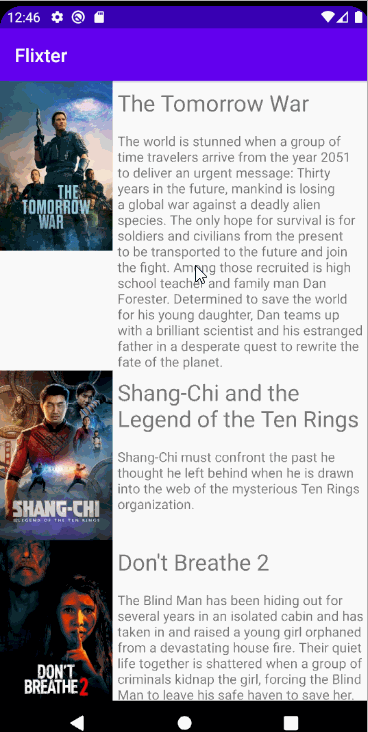 12:46
Flixter
The Tomorrow War
The world is stunned when a group of
time travelers arrive from the year 2051
to deliver an urgent message: Thirty
years in the future, mankind is losing
a global war against a deadly alien
species. The only hope for survival is for
soldiers and civilians from the present
to be transported to the future and join
the fight. Among those recruited is high
school teacher and family man Dan
Forester. Determined to save the world
for his young daughter, Dan teams up
with a brilliant scientist and his estranged
father in a desperate quest to rewrite the
fate of the planet.
THE
TOMORROW
WAR
Shang-Chi and the
Legend of the Ten Rings
Shang-Chi must confront the past he
thought he left behind when he is drawn
into the web of the mysterious Ten Rings
organization.
SHANG-CHI
LEGEND OF THE TEN RINGS
Don't Breathe 2
The Blind Man has been hiding out for
several years in an isolated cabin and has
taken in and raised a young girl orphaned
from a devastating house fire. Their quiet
life together is shattered when a group of
criminals kidnap the girl, forcing the Blind
Man to leave his safe haven to save her.
DON'T
BREATHE 2